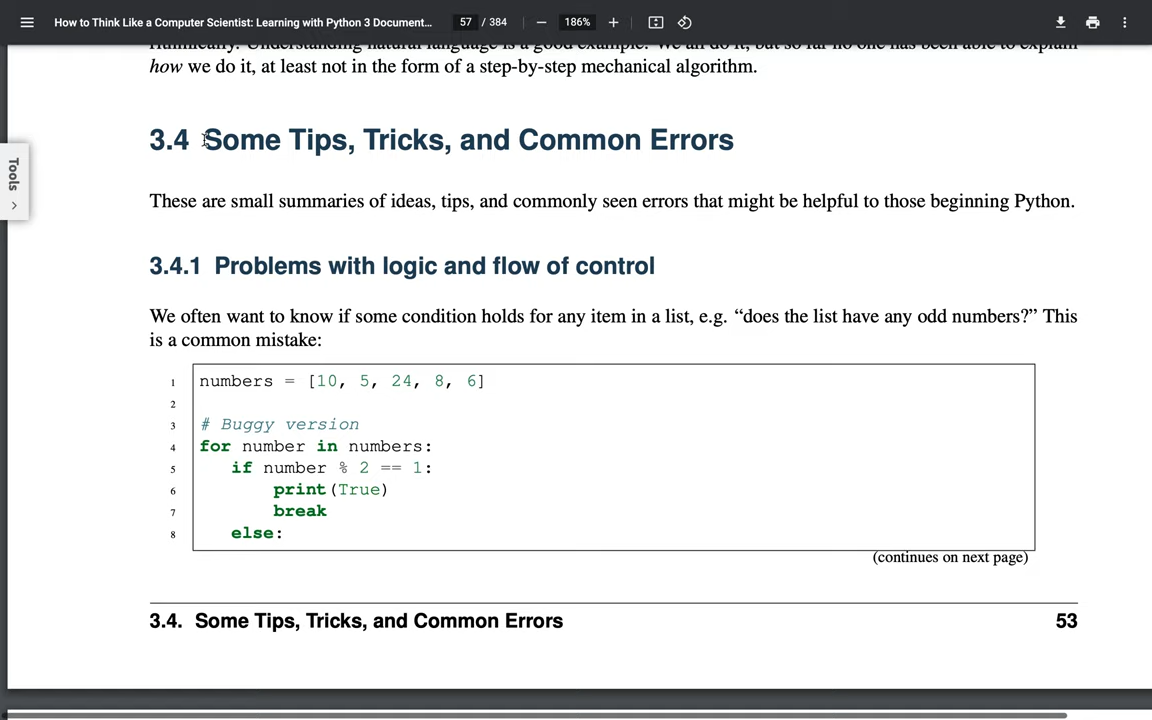 How to Think Like a Computer Scientist: Learning with Python 3 Document...
57 / 384
186%
how we do it, at least not in the form of a step-by-step mechanical algorithm.
3.4 Some Tips, Tricks, and Common Errors
Tools
These are small summaries of ideas, tips, and commonly seen errors that might be helpful to those beginning Python.
3.4.1 Problems with logic and flow of control
We often want to know if some condition holds for any item in a list, e.g. “does the list have any odd numbers?” This
is a common mistake:
1 numbers = [10, 5, 24, 8, 6]
2
3 # Buggy version
4 for number in numbers:
5 if number % 2 == 1:
6 print(True)
7 break
8 else:
(continues on next page)
3.4. Some Tips, Tricks, and Common Errors 53